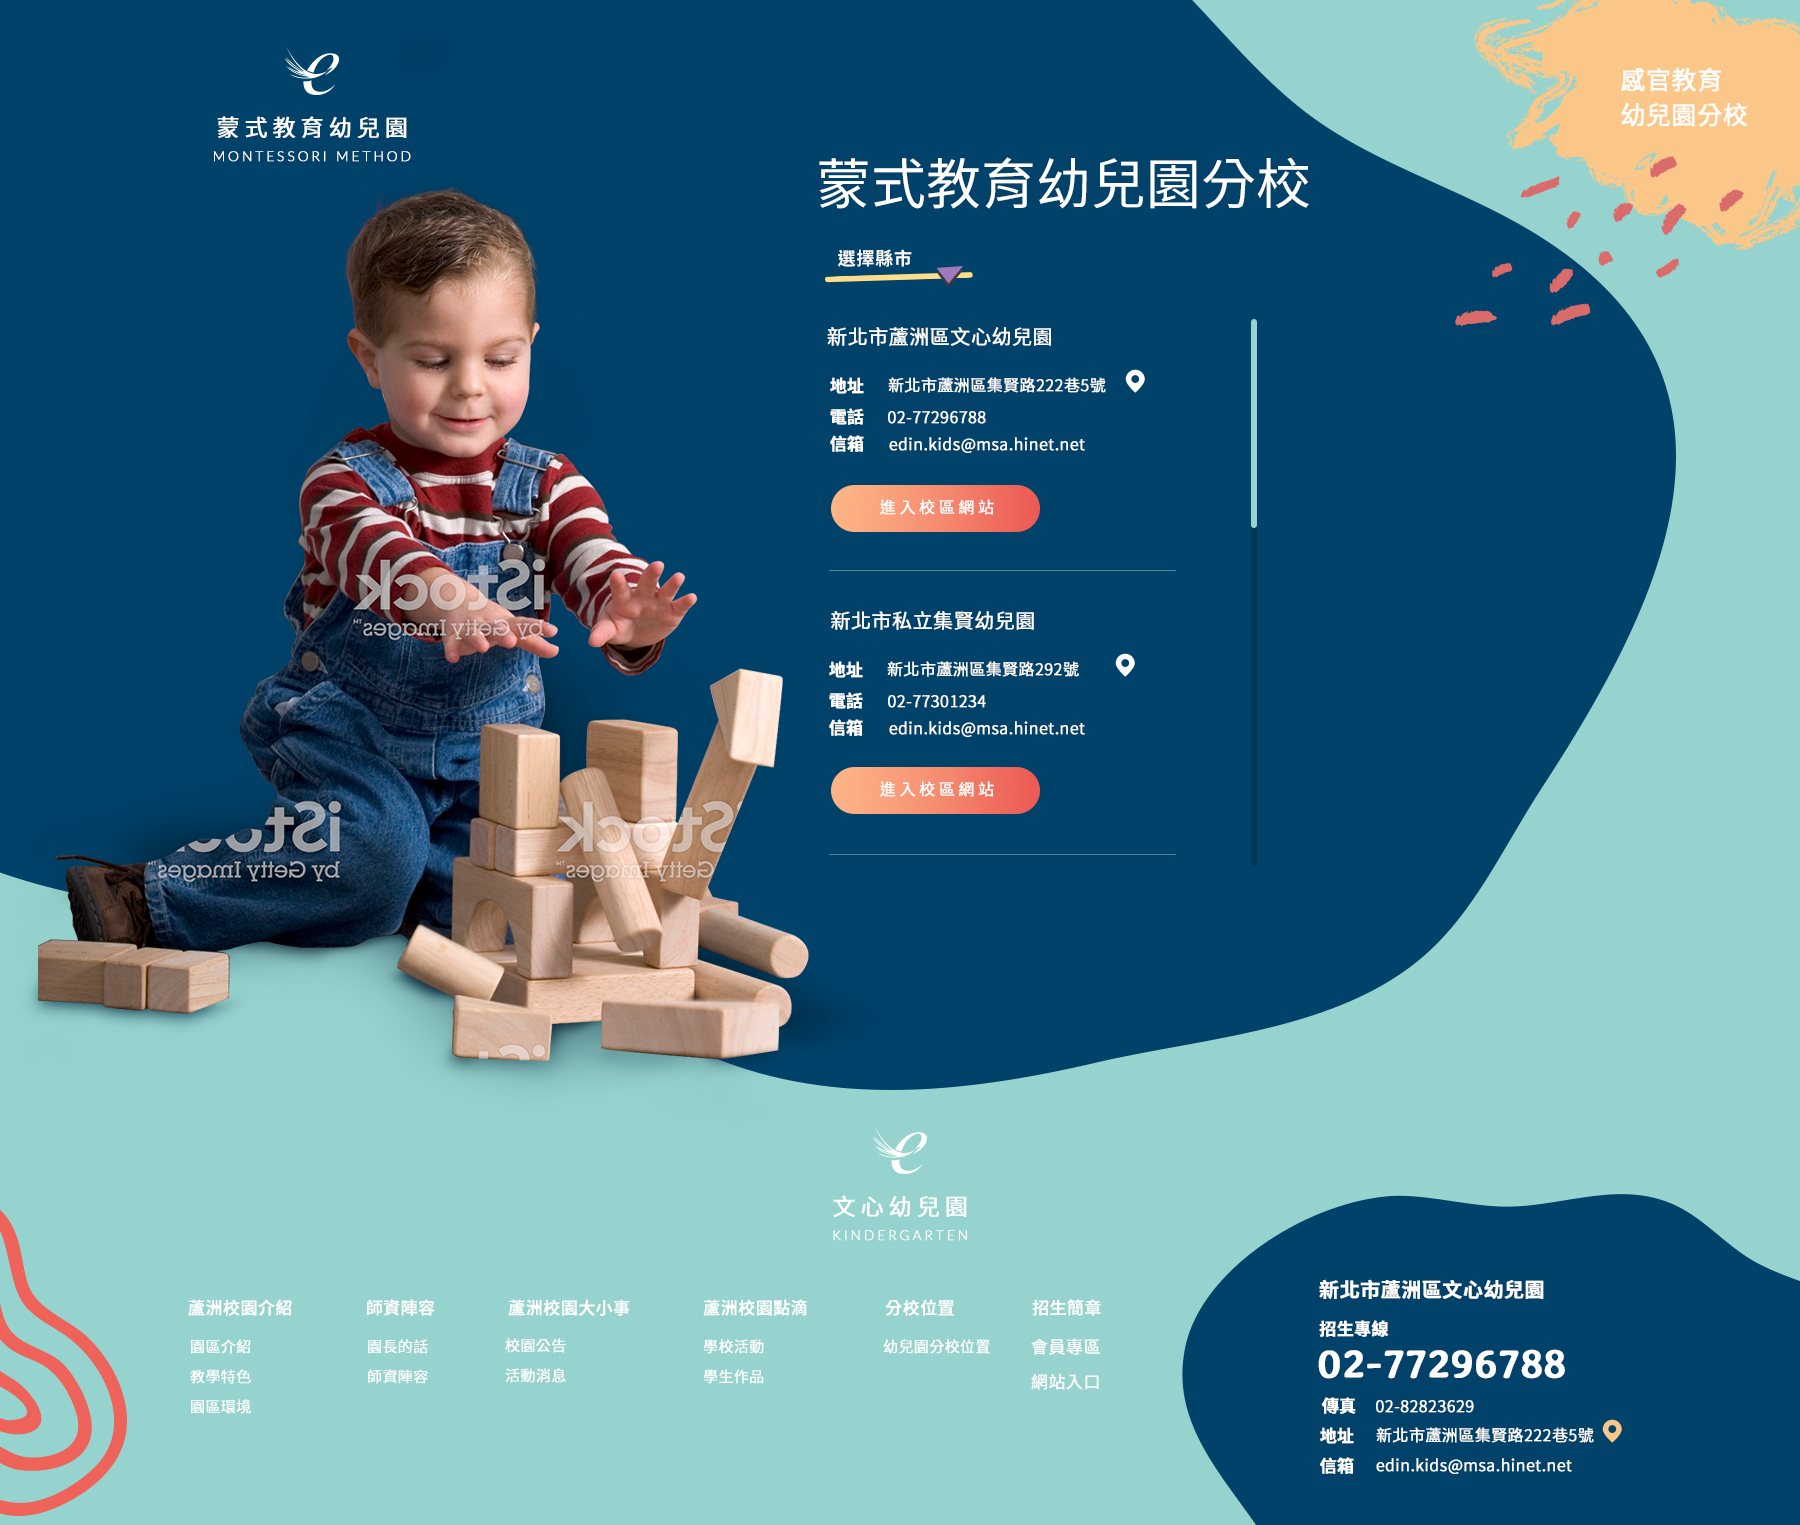 蒙式教育幼兒園
MONTESSORI METHOD
感官教育
幼兒園分校
蒙式教育幼兒園分校
選擇縣市
新北市蘆洲區文心幼兒園
地址 新北市蘆洲區集賢路222巷5號
電話 02-77296788
信箱 edin.kids@msa.hinet.net
進入校區網站
新北市私立集賢幼兒園
地址 新北市蘆洲區集賢路292號
電話 02-77301234
信箱 edin.kids@msa.hinet.net
進入校區網站
iStock
by Getty Images™
iSt
by Getty Images™
Stock
Getty Images™
iSt
文心幼兒園
KINDERGARTEN
蘆洲校園介紹
園區介紹
教學特色
園區環境
師資陣容
園長的話
師資陣容
蘆洲校園大小事
校園公告
活動消息
蘆洲校園點滴
學校活動
學生作品
分校位置
幼兒園分校位置
招生簡章
會員專區
網站入口
新北市蘆洲區文心幼兒園
招生專線
02-77296788
傳真 02-82823629
地址 新北市蘆洲區集賢路222巷5號
信箱 edin.kids@msa.hinet.net